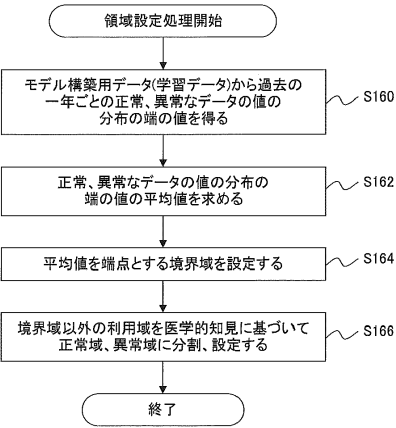 領域設定処理開始
モデル構築用データ(学習データ)から過去の
一年ごとの正常、異常なデータの値の
分布の端の値を得る
S160
正常、異常なデータの値の分布の
端の値の平均値を求める
S162
平均値を端点とする境界域を設定する
S164
境界域以外の利用域を医学的知見に基づいて
正常域、異常域に分割、設定する
S166
終了